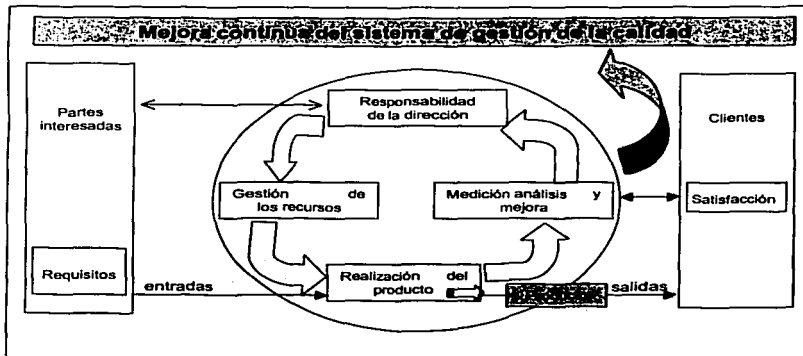 Mejora continua del sistema de gestión de la calidad
Partes
interesadas
Responsabilidad
de la dirección
Clientes
Gestión de
los recursos
Medición análisis y
mejora
Satisfacción
Requisitos
entradas
Realización del
producto
salidas